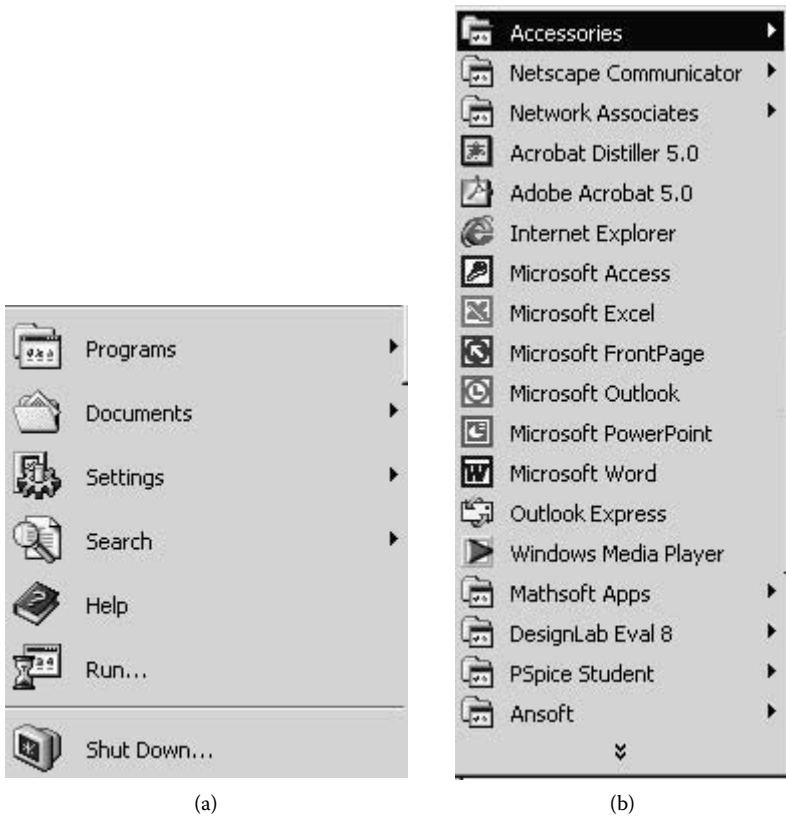 Programs
Documents
Settings
Search
Help
Run...
Shut Down...
(a)
Accessories
Netscape Communicator
Network Associates
Acrobat Distiller 5.0
Adobe Acrobat 5.0
Internet Explorer
Microsoft Access
Microsoft Excel
Microsoft FrontPage
Microsoft Outlook
Microsoft PowerPoint
Microsoft Word
Outlook Express
Windows Media Player
Mathsoft Apps
DesignLab Eval 8
PSpice Student
Ansoft
(b)